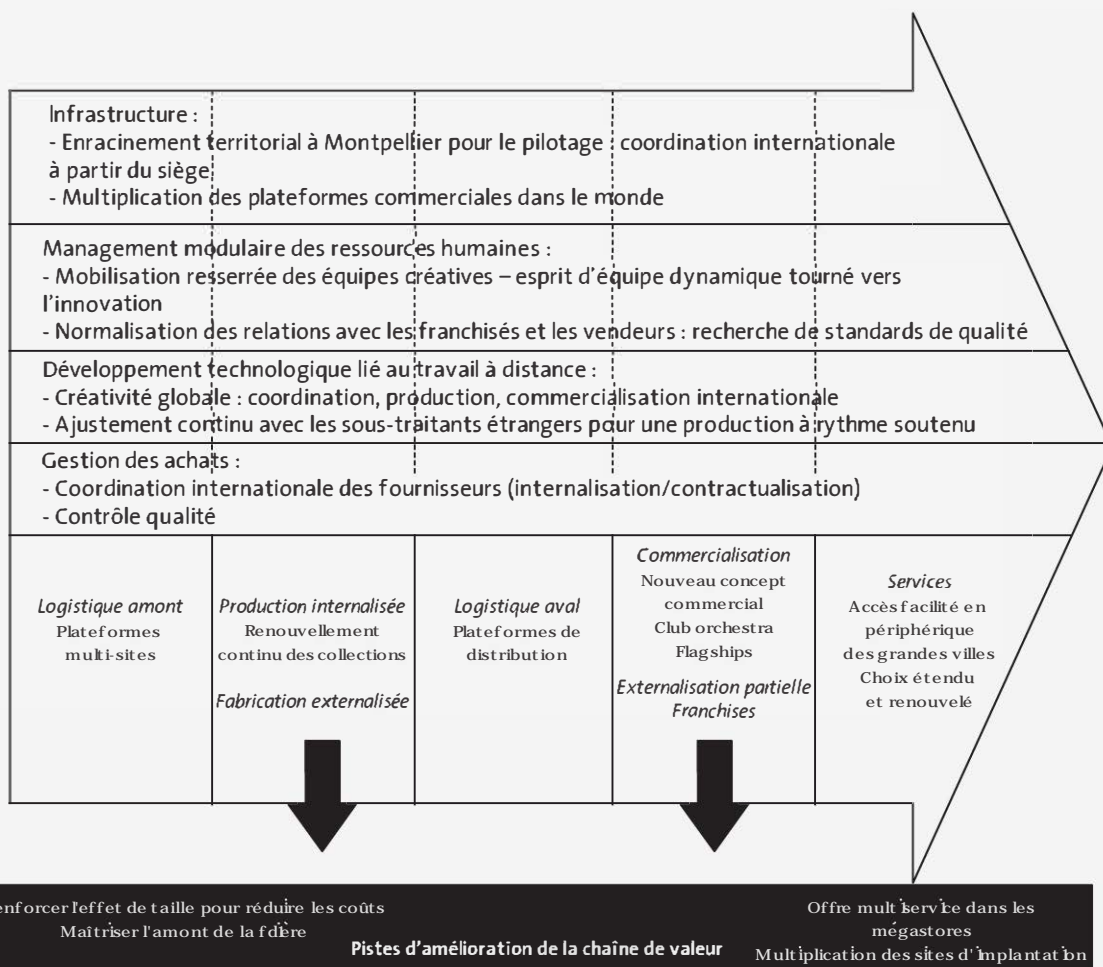 Infrastructure :
- Enracinement territorial à Montpellier pour le pilotage : coordination internationale
à partir du siège
- Multiplication des plateformes commerciales dans le monde
Management modulaire des ressources humaines :
- Mobilisation resserrée des équipes créatives – esprit d'équipe dynamique tourné vers
l'innovation
- Normalisation des relations avec les franchisés et les vendeurs : recherche de standards de qualité
Développement technologique lié au travail à distance :
- Créativité globale : coordination, production, commercialisation internationale
- Ajustement continu avec les sous-traitants étrangers pour une production à rythme soutenu
Gestion des achats :
- Coordination internationale des fournisseurs (internalisation/contractualisation)
- Contrôle qualité
Logistique amont
Plateformes
multi-sites
Production internalisée
Renouvellement
continu des collections
Fabrication externalisée
Logistique aval
Plateformes de
distribution
Commercialisation
Nouveau concept
commercial
Club orchestra
Flagships
Externalisation partielle
Franchises
Services
Accès facilité en
périphérique
des grandes villes
Choix étendu
et renouvelé
enforcer l'effet de taille pour réduire les coûts
Maîtriser l'amont de la filière
Pistes d'amélioration de la chaîne de valeur
Offre multiservice dans les
mégastores
Multiplication des sites d'implantation